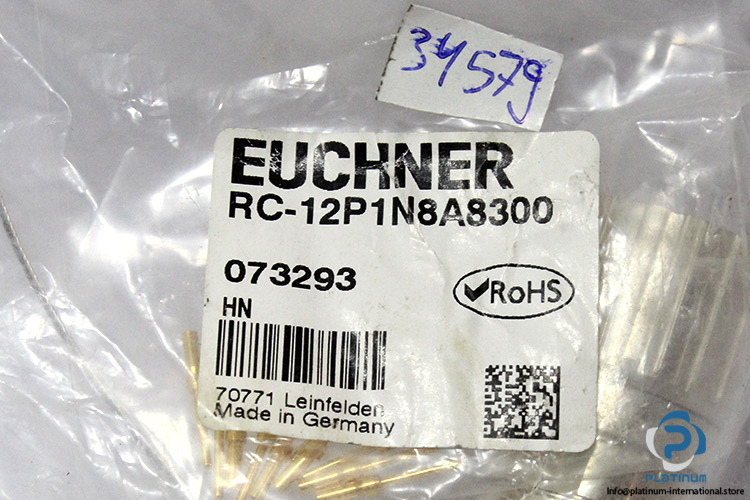 34579
EUCHNER
RC-12P1N8A8300
073293
RoHS
HN
70771 Leinfelden
Made in Germany
PLATINUM
Info@platinum-international.store